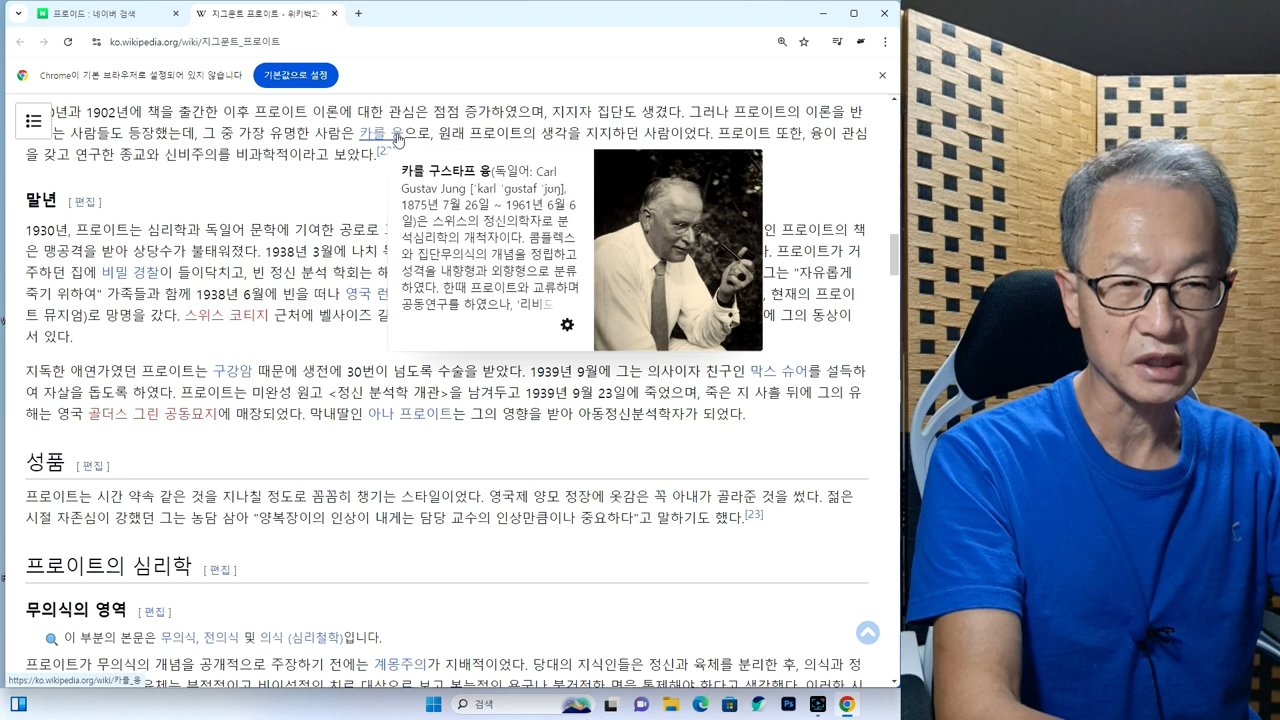 프로이드 : 네이버 검색
지그문트 프로이트 - 위키백과
ko.wikipedia.org/wiki/지그문트_프로이트
Chrome이 기본 브라우저로 설정되어 있지 않습니다
기본값으로 설정
년과 1902년에 책을 출간한 이후 프로이트 이론에 대한 관심은 점점 증가하였으며, 지지자 집단도 생겼다. 그러나 프로이트의 이론을 반
는 사람들도 등장했는데, 그 중 가장 유명한 사람은 카를 융으로, 원래 프로이트의 생각을 지지하던 사람이었다. 프로이트 또한, 융이 관심
을 갖고 연구한 종교와 신비주의를 비과학적이라고 보았다.
카를 구스타프 융(독일어: Carl
Gustav Jung [ˈkarl ˈɡʊstaf ˈjʊŋ],
1875년 7월 26일 ~ 1961년 6월 6
일)은 스위스의 정신의학자로 분
석심리학의 개척자이다. 콤플렉스
와 집단무의식의 개념을 정립하고
성격을 내향형과 외향형으로 분류
하였다. 한때 프로이트와 교류하며
공동연구를 하였으나, '리비도
말년 [ 편집 ]
1930년, 프로이트는 심리학과 독일어 문학에 기여한 공로로 인 프로이트의 책
은 맹공격을 받아 상당수가 불태워졌다. 1938년 3월에 나치 . 프로이트가 거
주하던 집에 비밀 경찰이 들이닥치고, 빈 정신 분석 학회는 해 그는 "자유롭게
죽기 위하여" 가족들과 함께 1938년 6월에 빈을 떠나 영국 런 , 현재의 프로이
트 뮤지엄)로 망명을 갔다. 스위스 코티지 근처에 벨사이즈 길 에 그의 동상이
서 있다.
지독한 애연가였던 프로이트는 구강암 때문에 생전에 30번이 넘도록 수술을 받았다. 1939년 9월에 그는 의사이자 친구인 막스 슈어를 설득하
여 자살을 돕도록 하였다. 프로이트는 미완성 원고 <정신 분석학 개관>을 남겨두고 1939년 9월 23일에 죽었으며, 죽은 지 사흘 뒤에 그의 유
해는 영국 골더스 그린 공동묘지에 매장되었다. 막내딸인 아나 프로이트는 그의 영향을 받아 아동정신분석학자가 되었다.
성품 [ 편집 ]
프로이트는 시간 약속 같은 것을 지나칠 정도로 꼼꼼히 챙기는 스타일이었다. 영국제 양모 정장에 옷감은 꼭 아내가 골라준 것을 썼다. 젊은
시절 자존심이 강했던 그는 농담 삼아 "양복장이의 인상이 내게는 담당 교수의 인상만큼이나 중요하다"고 말하기도 했다.[23]
프로이트의 심리학 [ 편집 ]
무의식의 영역 [ 편집 ]
이 부분의 본문은 무의식, 전의식 및 의식 (심리철학)입니다.
프로이트가 무의식의 개념을 공개적으로 주장하기 전에는 계몽주의가 지배적이었다. 당대의 지식인들은 정신과 육체를 분리한 후, 의식과 정
https://ko.wikipedia.org/wiki/카를_융
검색